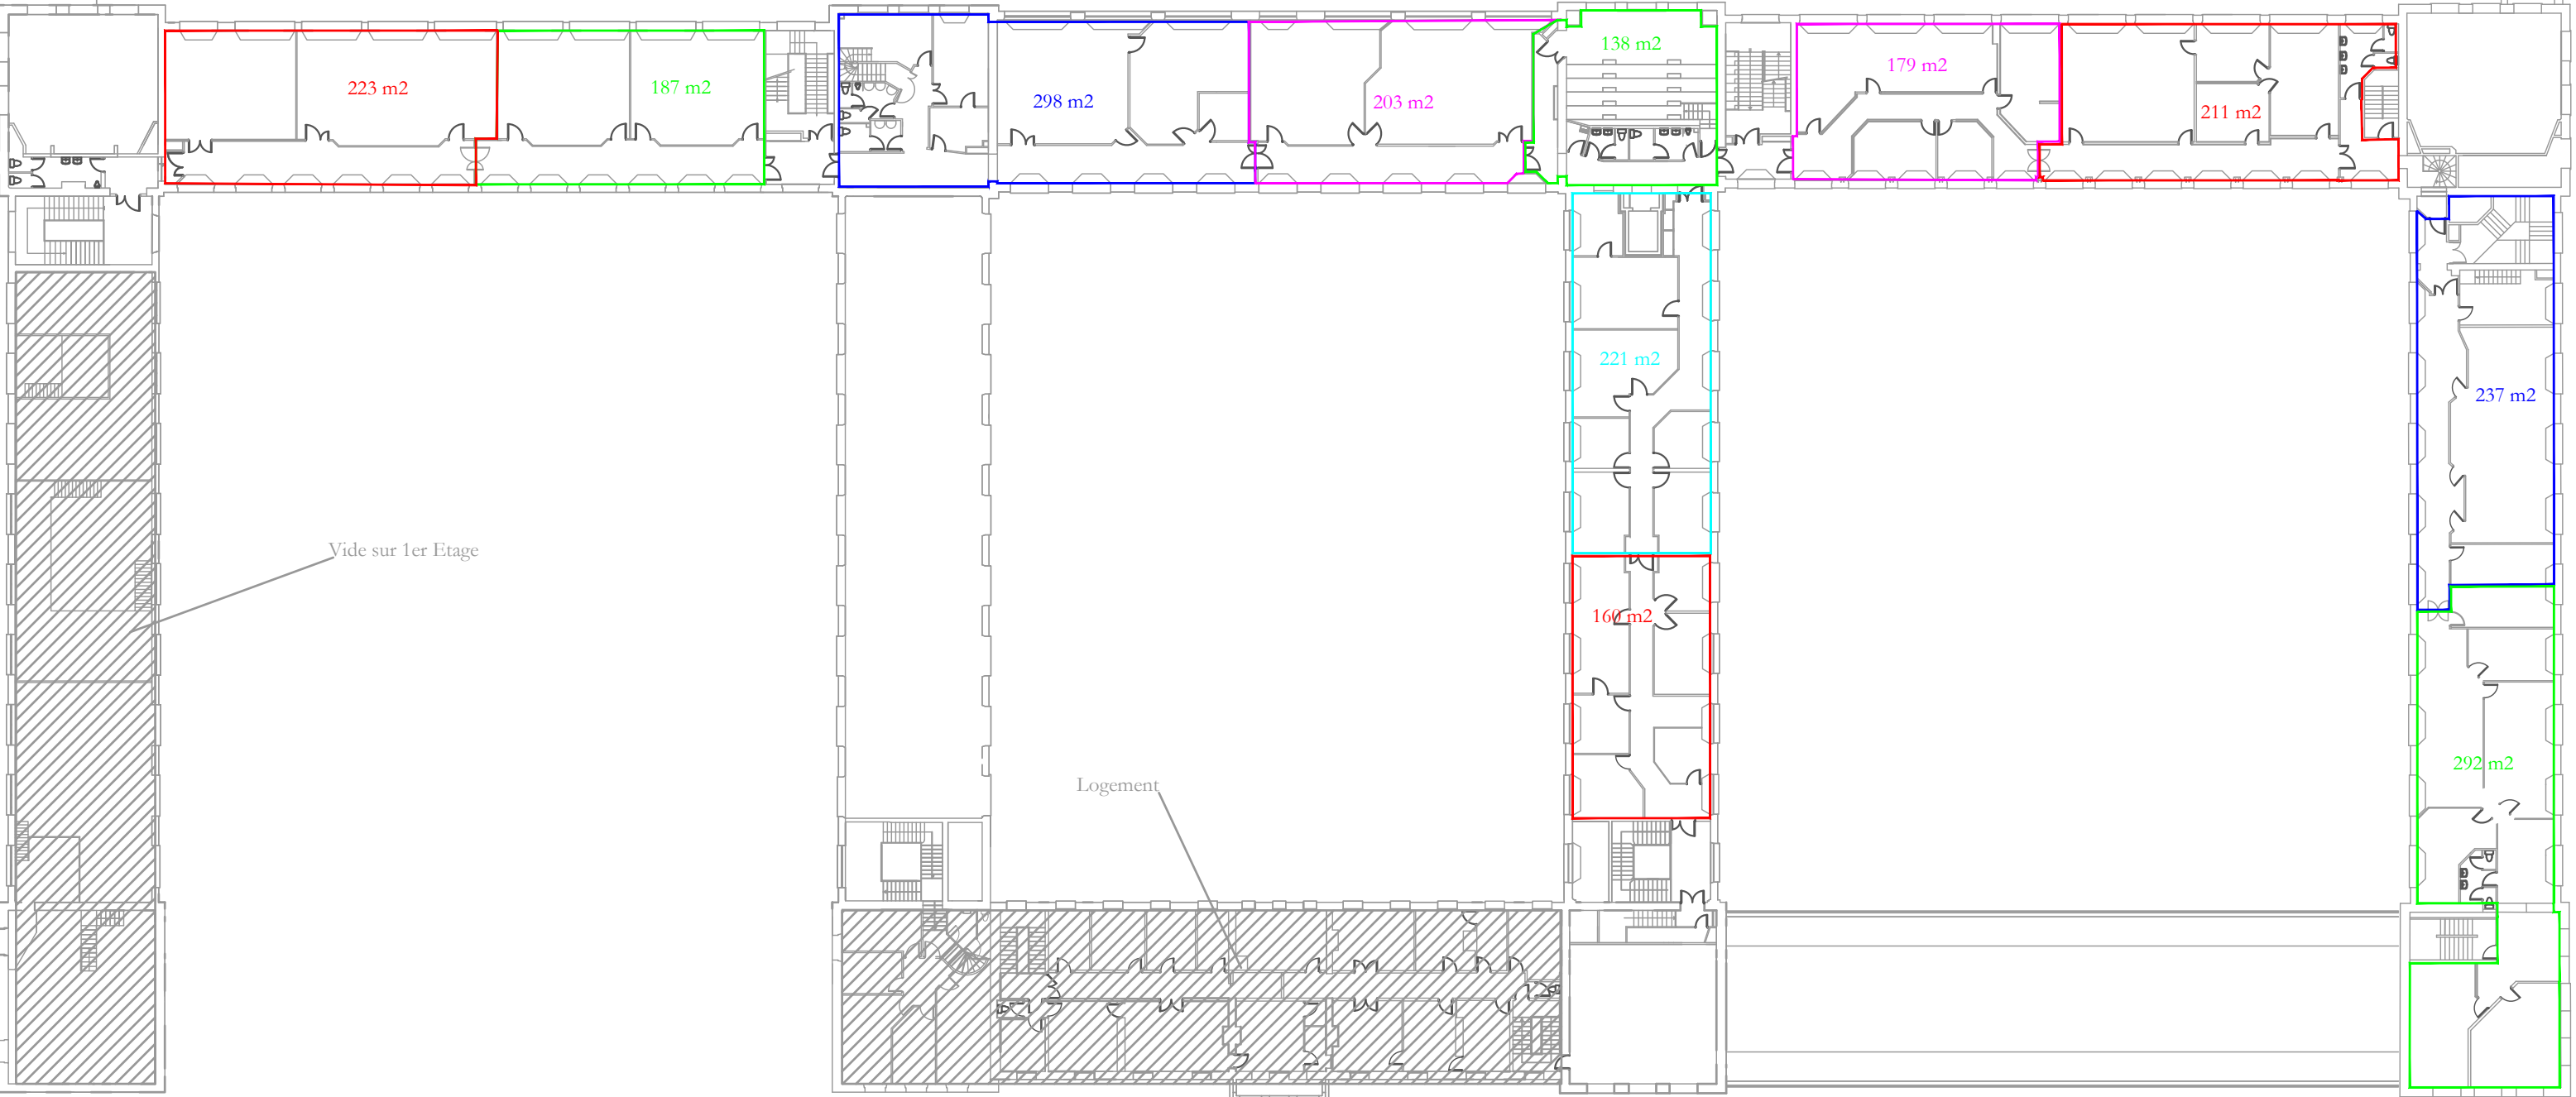 138 m2
179 m2
223 m2
187 m2
298 m2
203 m2
211 m2
221 m2
237 m2
Vide sur 1er Etage
160 m2
292 m2
Logement